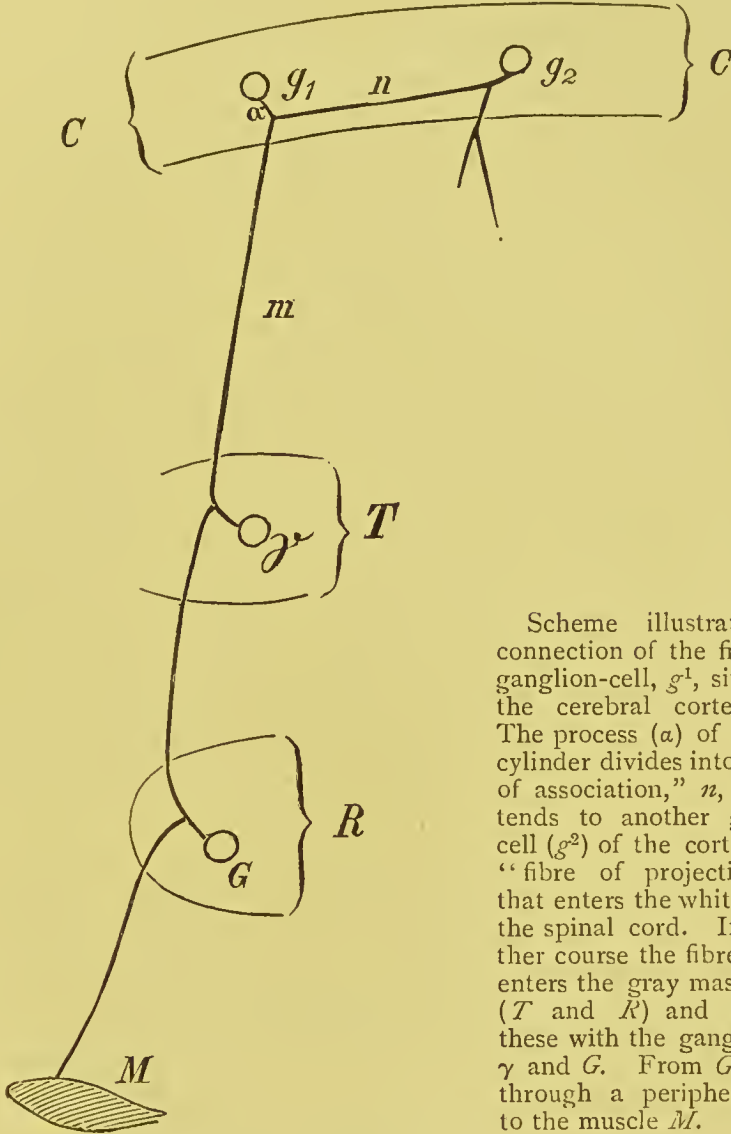 C
g1
n
g2
C
α
m
T
γ
R
G
M
Scheme illustra
connection of the fi
ganglion-cell, g¹, si
the cerebral corte
The process (α) of
cylinder divides into
of association,” n,
tends to another
cell (g²) of the cort
“fibre of projecti
that enters the whit
the spinal cord. I
ther course the fibre
enters the gray mas
(T and R) and
these with the gang
γ and G. From G
through a periphe
to the muscle M.